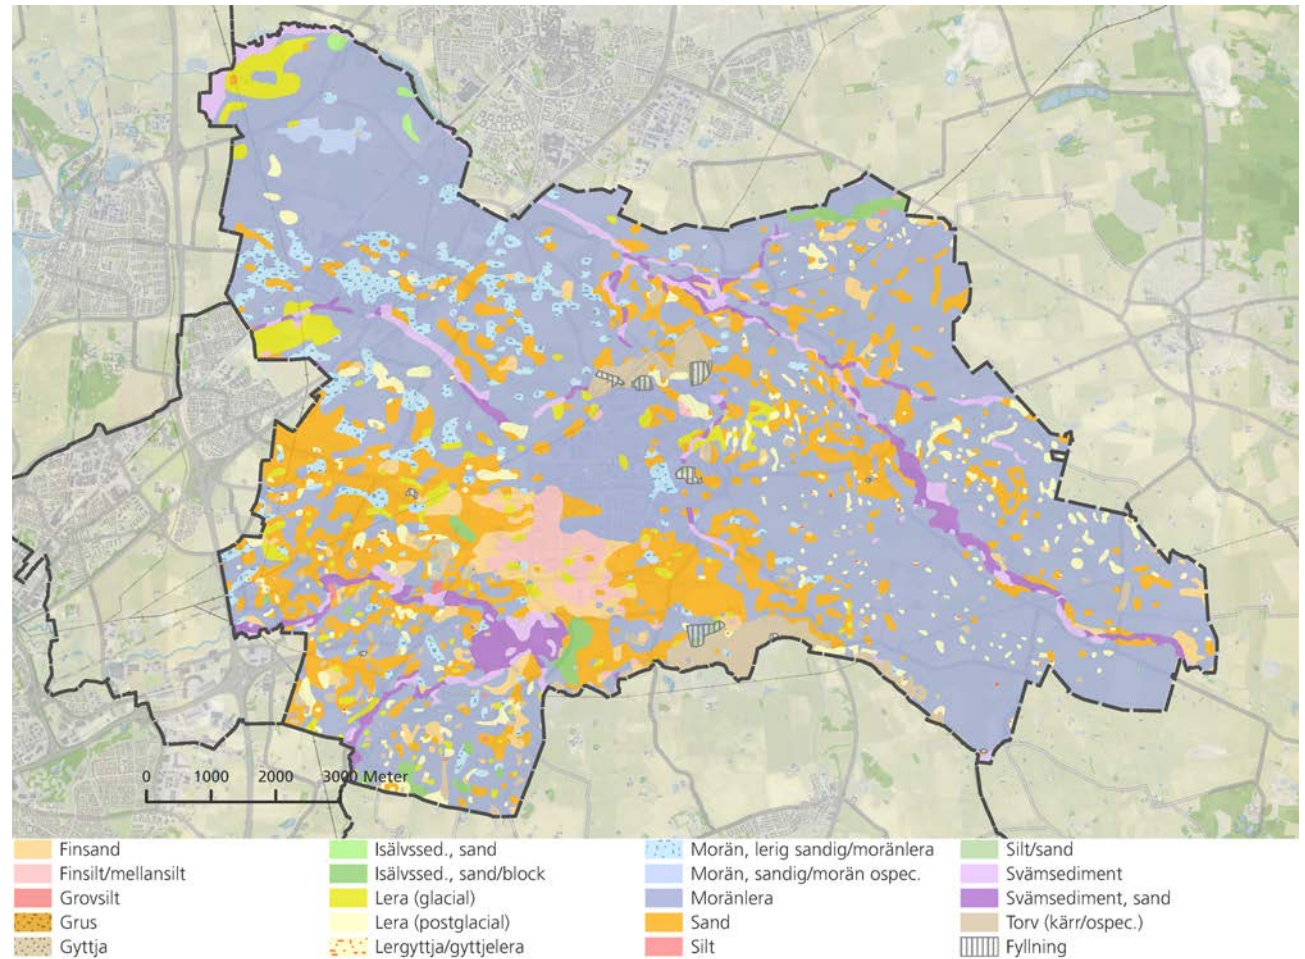 0 1000 2000 3000 Meter
Finsand
Finsilt/mellansilt
Grovsilt
Grus
Gyttja
Isälvssed., sand
Isälvssed., sand/block
Lera (glacial)
Lera (postglacial)
Lergyttja/gyttjelera
Morän, lerig sandig/moränlera
Morän, sandig/morän ospec.
Moränlera
Sand
Silt
Silt/sand
Svämsediment
Svämsediment, sand
Torv (kärr/ospec.)
Fyllning